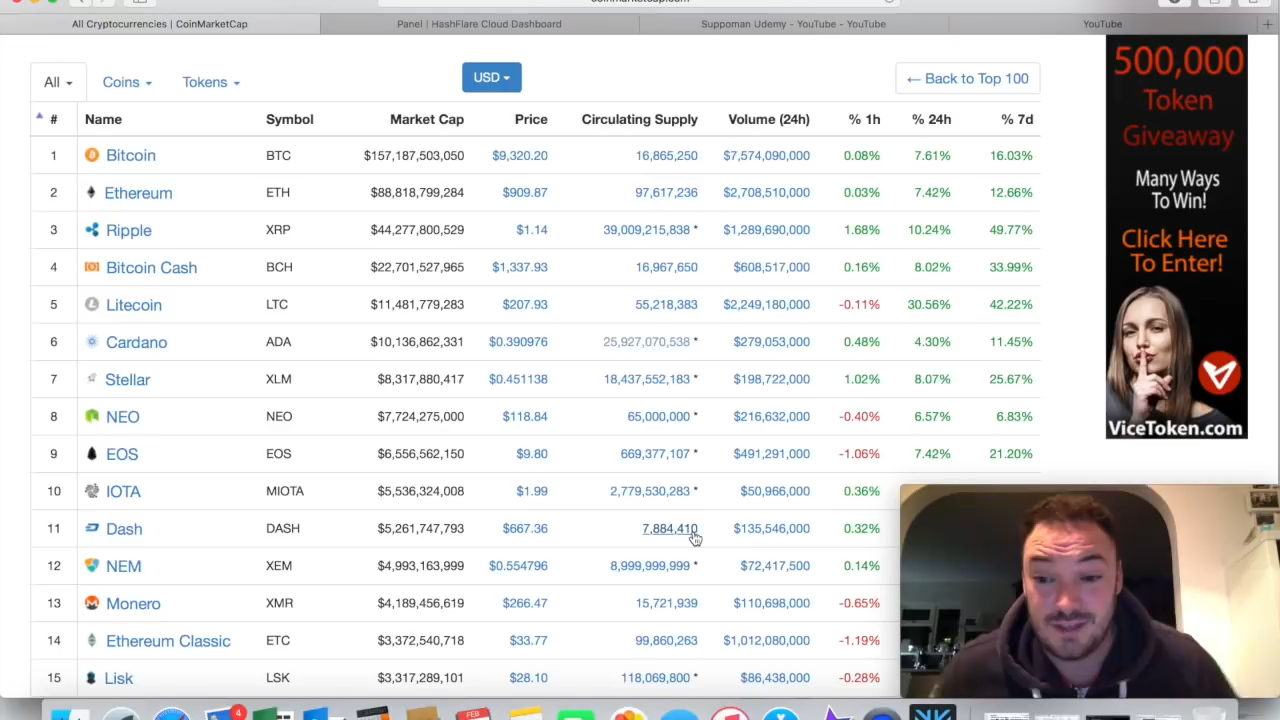 coinmarketcap.com
All Cryptocurrencies | CoinMarketCap Panel | HashFlare Cloud Dashboard Suppoman Udemy - YouTube - YouTube YouTube
All Coins Tokens USD ← Back to Top 100
# Name Symbol Market Cap Price Circulating Supply Volume (24h) % 1h % 24h % 7d
1 Bitcoin BTC $157,187,503,050 $9,320.20 16,865,250 $7,574,090,000 0.08% 7.61% 16.03%
2 Ethereum ETH $88,818,799,284 $909.87 97,617,236 $2,708,510,000 0.03% 7.42% 12.66%
3 Ripple XRP $44,277,800,529 $1.14 39,009,215,838 * $1,289,690,000 1.68% 10.24% 49.77%
4 Bitcoin Cash BCH $22,701,527,965 $1,337.93 16,967,650 $608,517,000 0.16% 8.02% 33.99%
5 Litecoin LTC $11,481,779,283 $207.93 55,218,383 $2,249,180,000 -0.11% 30.56% 42.22%
6 Cardano ADA $10,136,862,331 $0.390976 25,927,070,538 * $279,053,000 0.48% 4.30% 11.45%
7 Stellar XLM $8,317,880,417 $0.451138 18,437,552,183 * $198,722,000 1.02% 8.07% 25.67%
8 NEO NEO $7,724,275,000 $118.84 65,000,000 * $216,632,000 -0.40% 6.57% 6.83%
9 EOS EOS $6,556,562,150 $9.80 669,377,107 * $491,291,000 -1.06% 7.42% 21.20%
10 IOTA MIOTA $5,536,324,008 $1.99 2,779,530,283 * $50,966,000 0.36%
11 Dash DASH $5,261,747,793 $667.36 7,884,410 $135,546,000 0.32%
12 NEM XEM $4,993,163,999 $0.554796 8,999,999,999 * $72,417,500 0.14%
13 Monero XMR $4,189,456,619 $266.47 15,721,939 $110,698,000 -0.65%
14 Ethereum Classic ETC $3,372,540,718 $33.77 99,860,263 $1,012,080,000 -1.19%
15 Lisk LSK $3,317,289,101 $28.10 118,069,800 * $86,438,000 -0.28%
500,000
Token
Giveaway
Many Ways
To Win!
Click Here
To Enter!
ViceToken.com
4
FEB